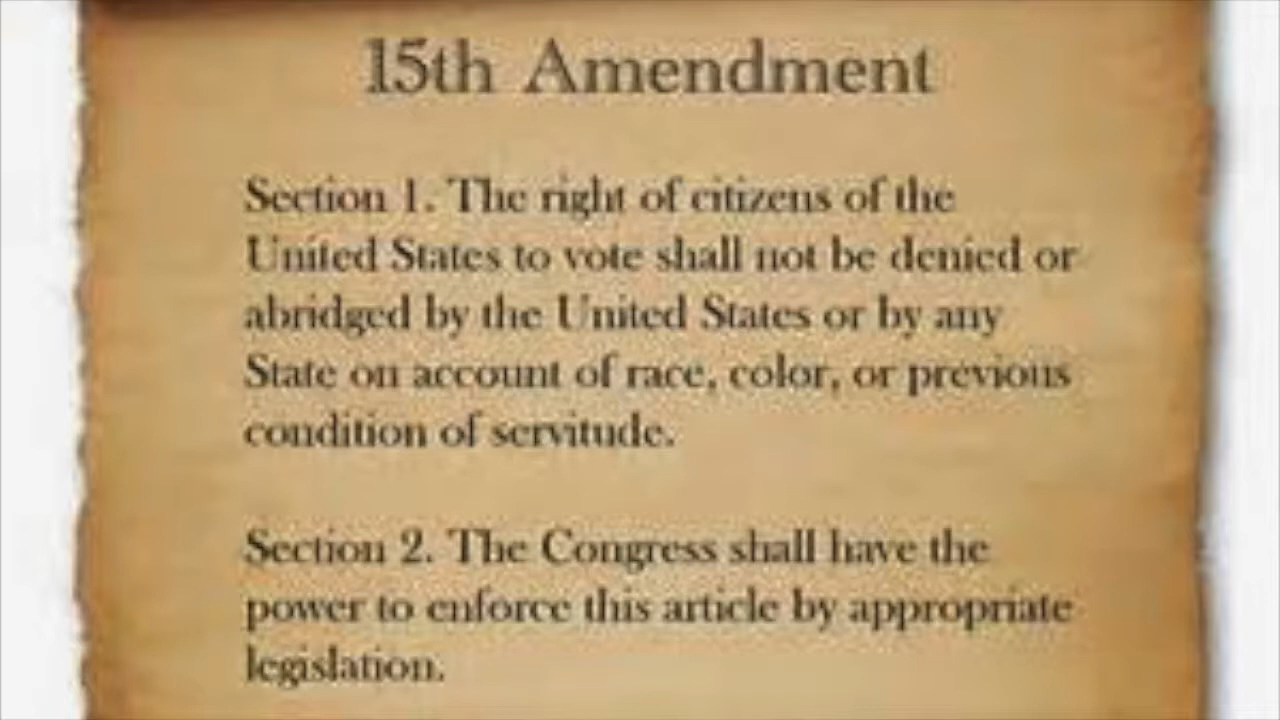 15th Amendment
Section 1. The right of citizens of the
United States to vote shall not be denied or
abridged by the United States or by any
State on account of race, color, or previous
condition of servitude.
Section 2. The Congress shall have the
power to enforce this article by appropriate
legislation.